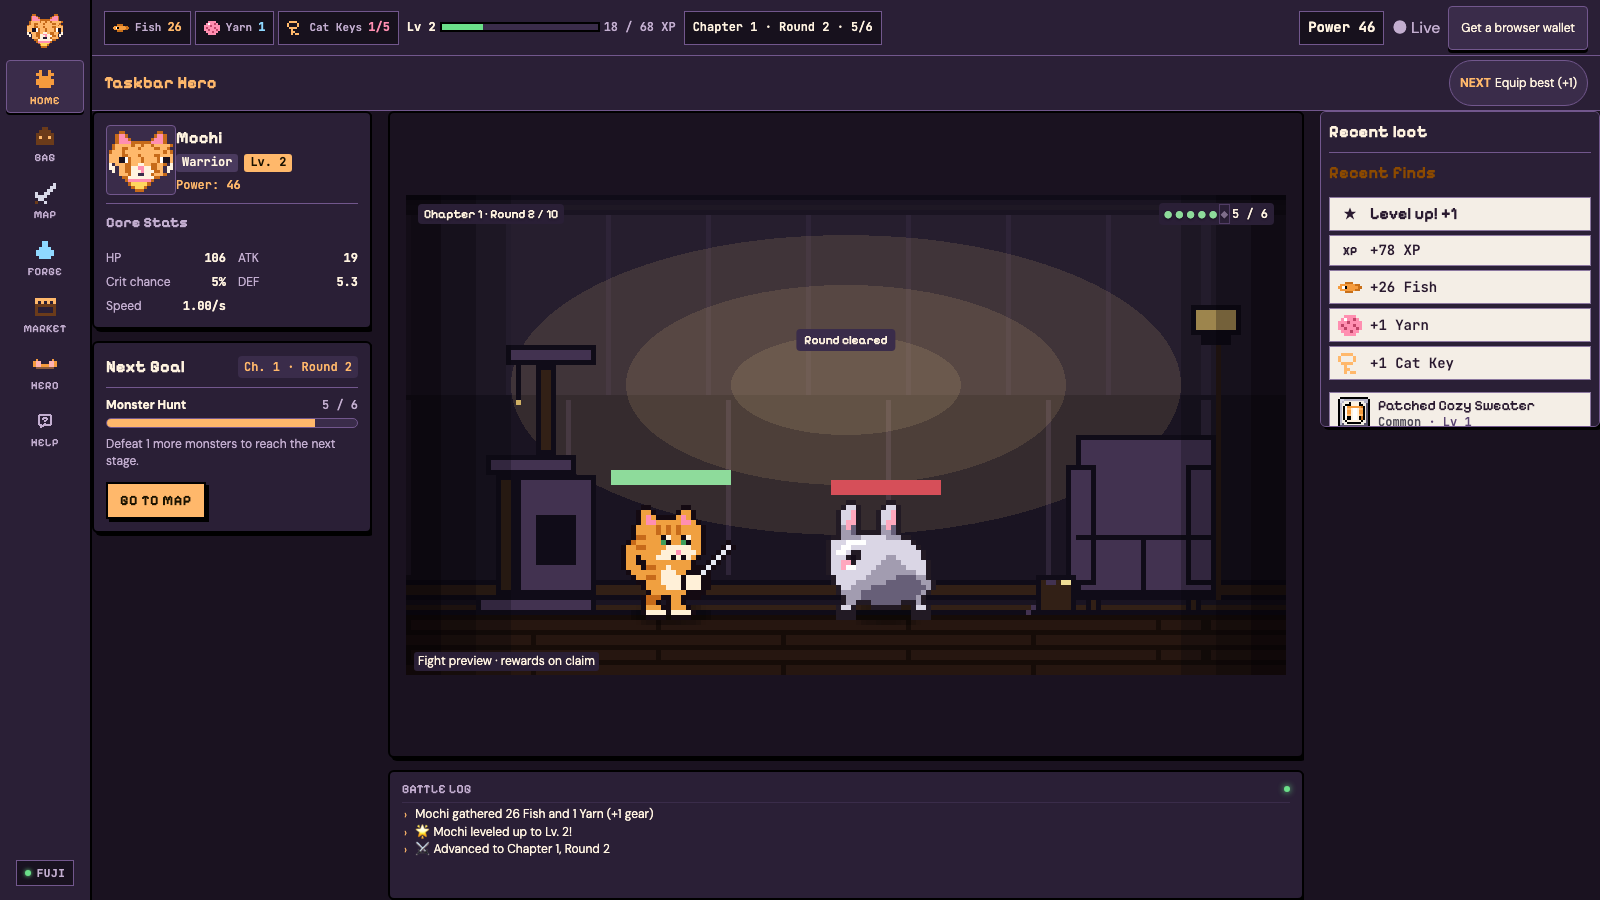 Fish 26
Yarn 1
Cat Keys 1/5
Lv 2
18 / 68 XP
Chapter 1 · Round 2 · 5/6
Power 46
Live
Get a browser wallet
HOME
BAG
MAP
FORGE
MARKET
HERO
HELP
FUJI
Taskbar Hero
NEXT Equip best (+1)
Mochi
Warrior
Lv. 2
Power: 46
Core Stats
HP 106 ATK 19
Crit chance 5% DEF 5.3
Speed 1.00/s
Next Goal
Ch. 1 · Round 2
Monster Hunt 5 / 6
Defeat 1 more monsters to reach the next
stage.
GO TO MAP
Chapter 1 · Round 2 / 10
5 / 6
Round cleared
Fight preview · rewards on claim
BATTLE LOG
› Mochi gathered 26 Fish and 1 Yarn (+1 gear)
› 🌟 Mochi leveled up to Lv. 2!
› ⚔ Advanced to Chapter 1, Round 2
Recent loot
Recent finds
★ Level up! +1
XP +78 XP
+26 Fish
+1 Yarn
+1 Cat Key
Patched Cozy Sweater
Common · Lv 1